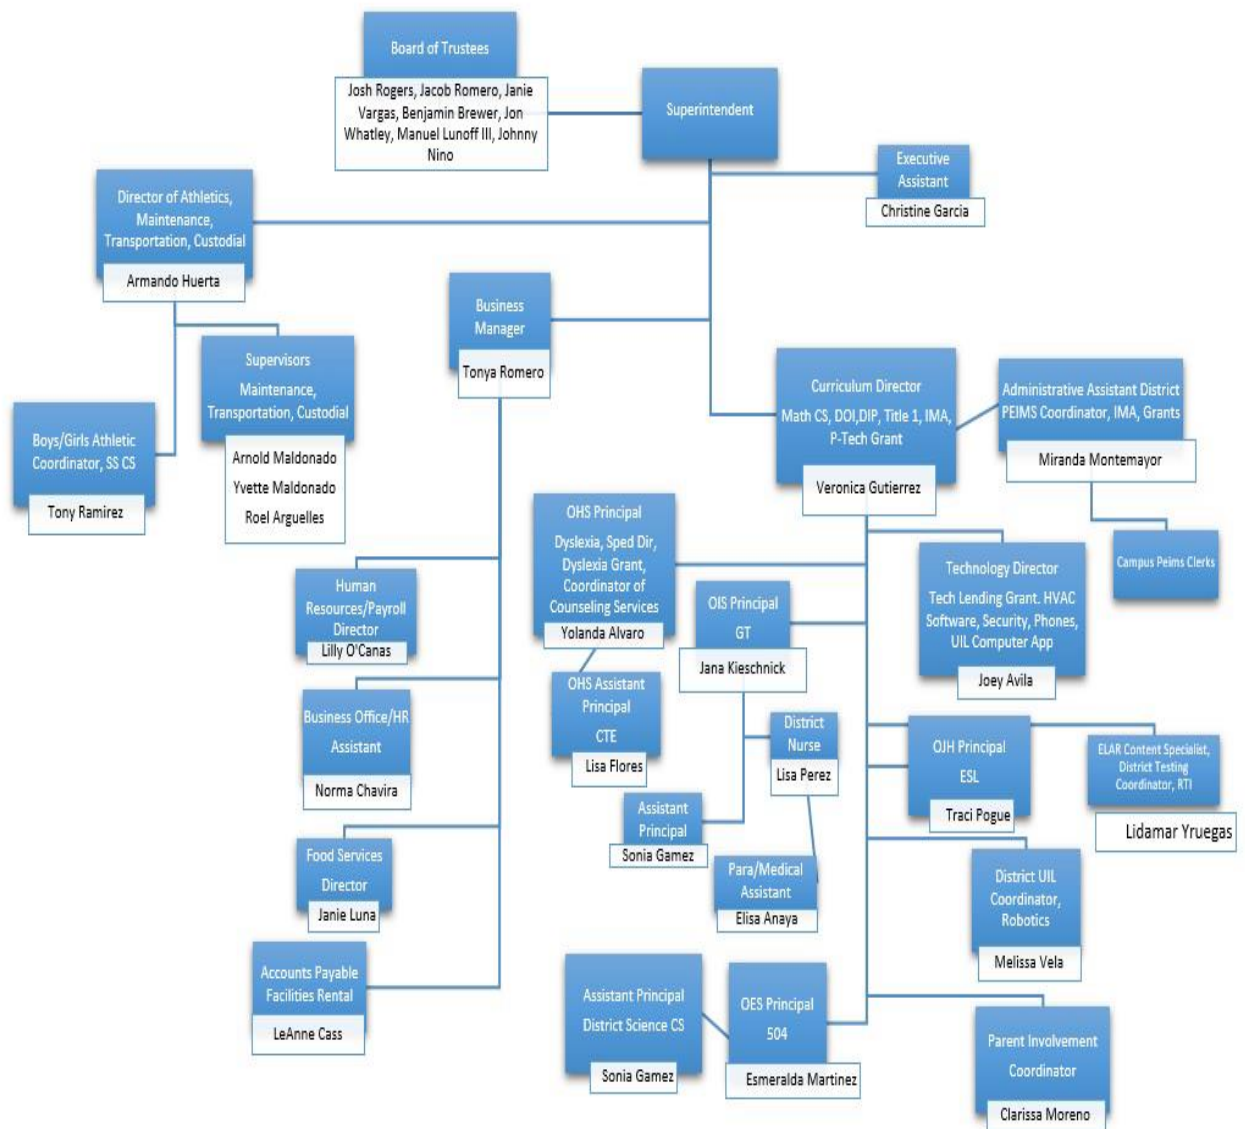 Board of Trustees
Josh Rogers, Jacob Romero, Janie
Vargas, Benjamin Brewer, Jon
Whatley, Manuel Lunoff III, Johnny
Nino
Superintendent
Executive
Assistant
Christine Garcia
Director of Athletics,
Maintenance,
Transportation, Custodial
Armando Huerta
Business
Manager
Tonya Romero
Supervisors
Maintenance,
Transportation, Custodial
Arnold Maldonado
Yvette Maldonado
Roel Arguelles
Boys/Girls Athletic
Coordinator, SS CS
Tony Ramirez
Curriculum Director
Math CS, DOI,DIP, Title 1, IMA,
P-Tech Grant
Veronica Gutierrez
Administrative Assistant District
PEIMS Coordinator, IMA, Grants
Miranda Montemayor
Campus Peims Clerks
OHS Principal
Dyslexia, Sped Dir,
Dyslexia Grant,
Coordinator of
Counseling Services
Yolanda Alvaro
OHS Assistant
Principal
CTE
Lisa Flores
OIS Principal
GT
Jana Kieschnick
District
Nurse
Lisa Perez
Assistant
Principal
Sonia Gamez
Para/Medical
Assistant
Elisa Anaya
Technology Director
Tech Lending Grant. HVAC
Software, Security, Phones,
UIL Computer App
Joey Avila
OJH Principal
ESL
Traci Pogue
ELAR Content Specialist,
District Testing
Coordinator, RTI
Lidamar Yruegas
Human
Resources/Payroll
Director
Lilly O'Canas
Business Office/HR
Assistant
Norma Chavira
Food Services
Director
Janie Luna
Accounts Payable
Facilities Rental
LeAnne Cass
District UIL
Coordinator,
Robotics
Melissa Vela
Assistant Principal
District Science CS
Sonia Gamez
OES Principal
504
Esmeralda Martinez
Parent Involvement
Coordinator
Clarissa Moreno